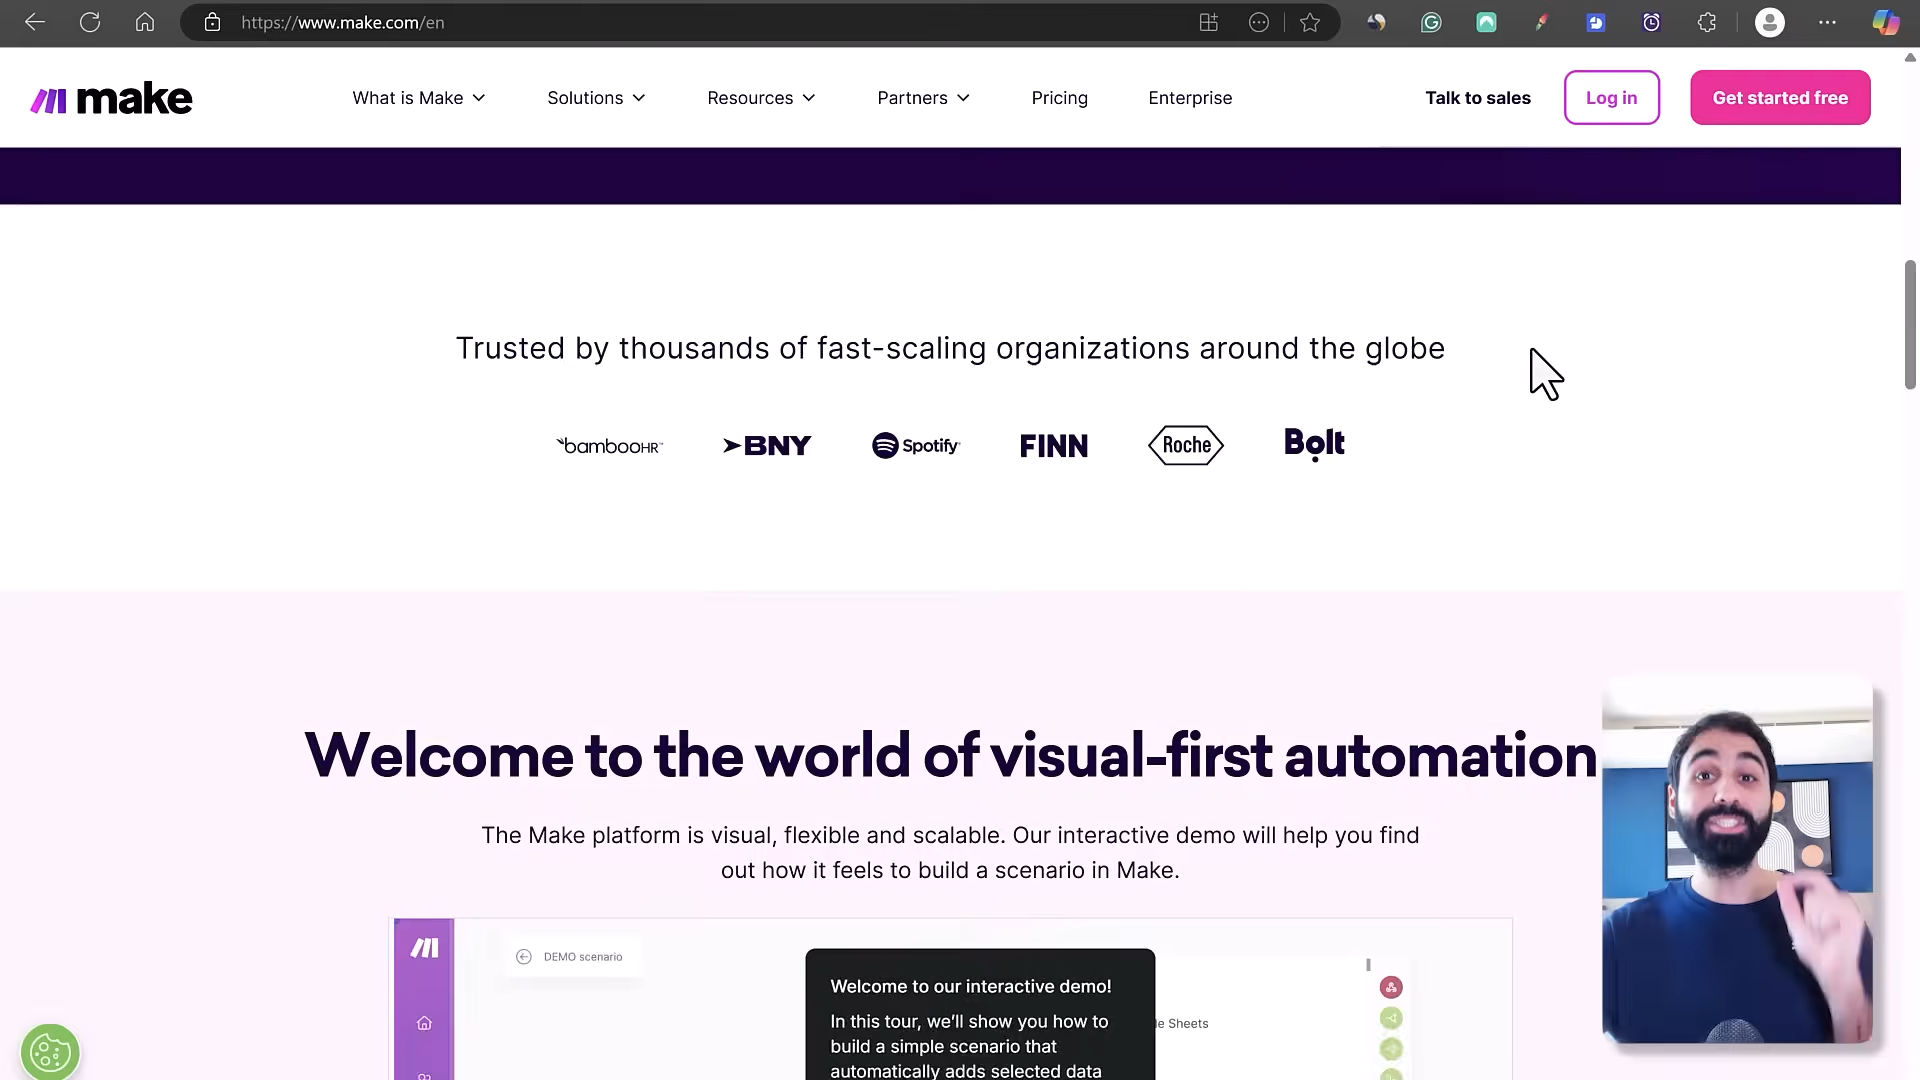 https://www.make.com/en
make
What is Make
Solutions
Resources
Partners
Pricing
Enterprise
Talk to sales
Log in
Get started free
Trusted by thousands of fast-scaling organizations around the globe
bambooHR
BNY
Spotify
FINN
Roche
Bolt
Welcome to the world of visual-first automation
The Make platform is visual, flexible and scalable. Our interactive demo will help you find
out how it feels to build a scenario in Make.
DEMO scenario
Welcome to our interactive demo!
In this tour, we'll show you how to
build a simple scenario that
automatically adds selected data
le Sheets